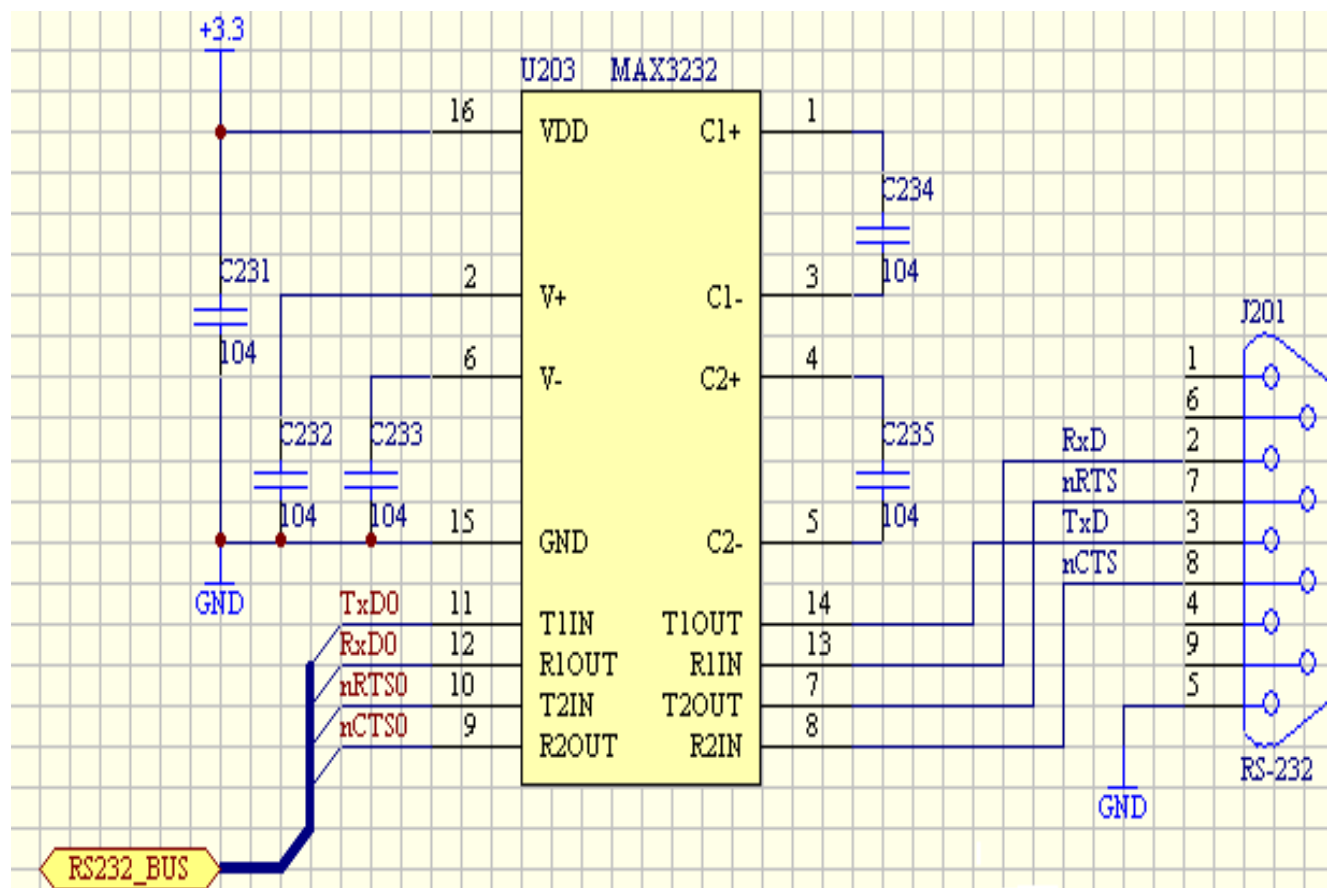 +3.3
U203 MAX3232
16 VDD C1+ 1
C234
104
C231
104
2 V+ C1- 3
J201
6 V- C2+ 4
1
6
C232 C233 C235
104 104 104
RxD 2
nRTS 7
15 GND C2- 5
TxD 3
nCTS 8
GND
TxD0 11 T1IN T1OUT 14
4
RxD0 12 R1OUT R1IN 13
9
nRTS0 10 T2IN T2OUT 7
5
nCTS0 9 R2OUT R2IN 8
RS-232
GND
RS232_BUS